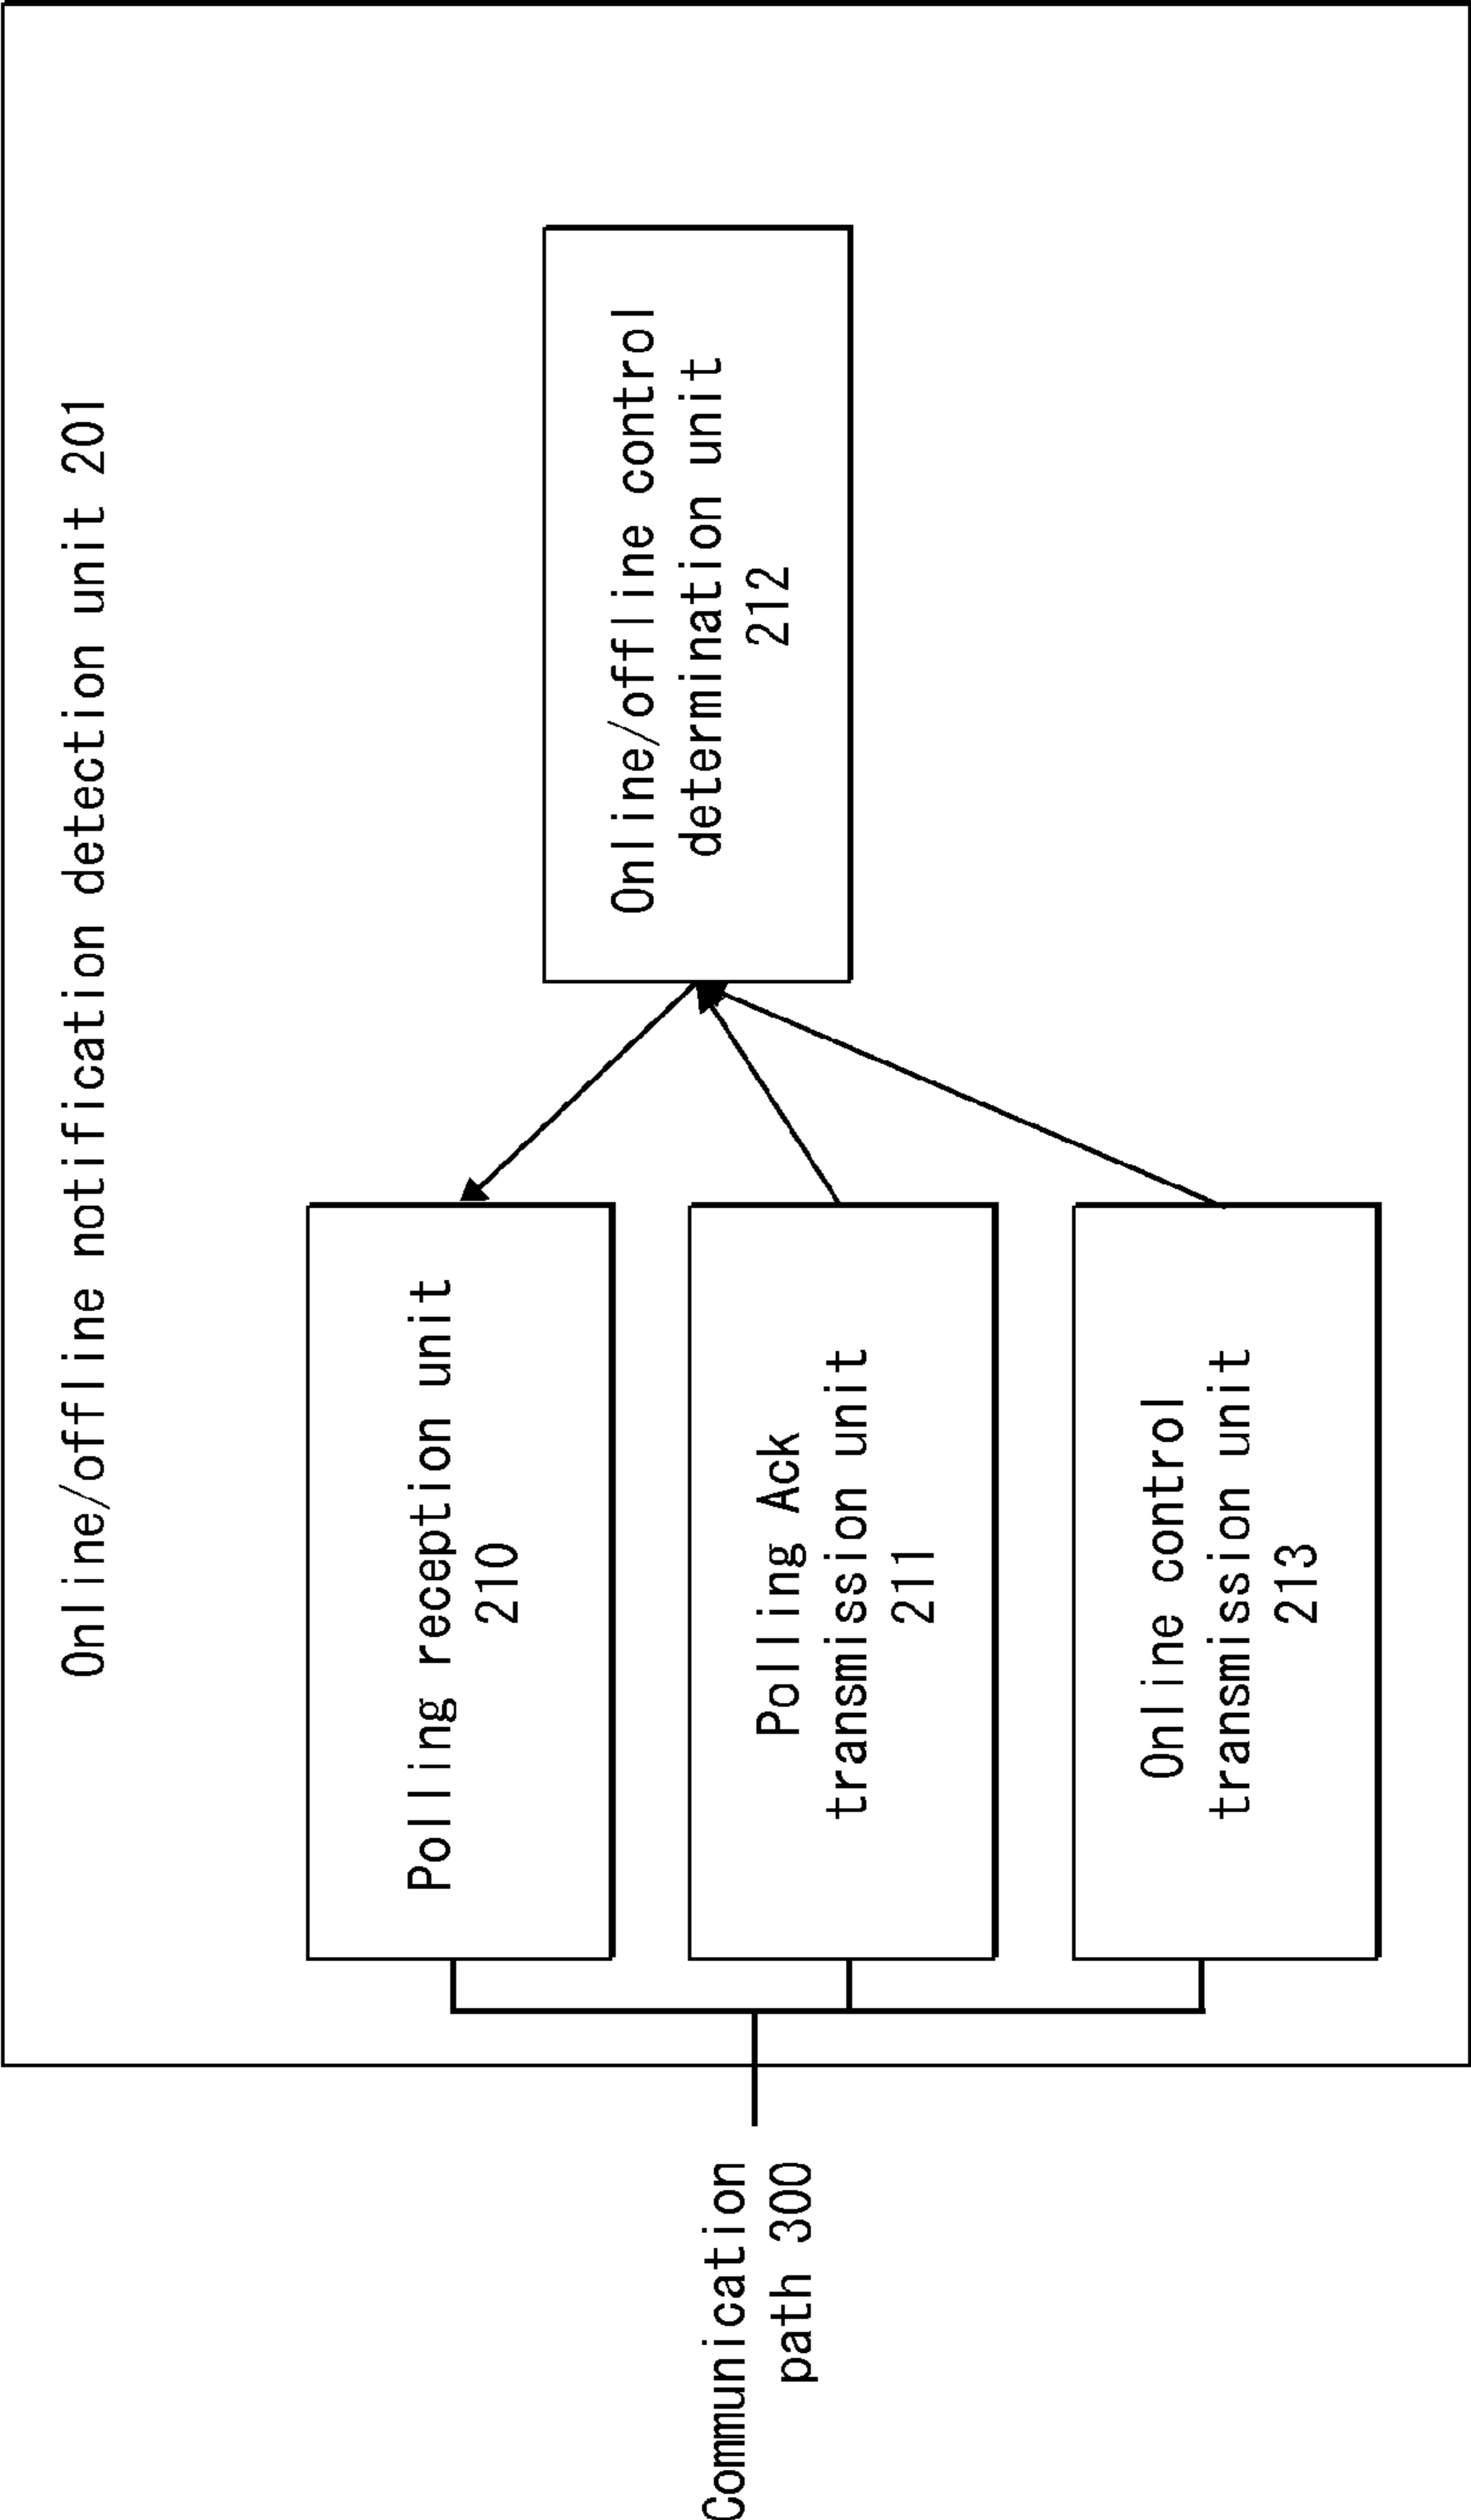 Online/offline notification detection unit 201
Online/offline control
determination unit
212
Polling reception unit
210
Polling Ack
transmission unit
211
Online control
transmission unit
213
Communication
path 300